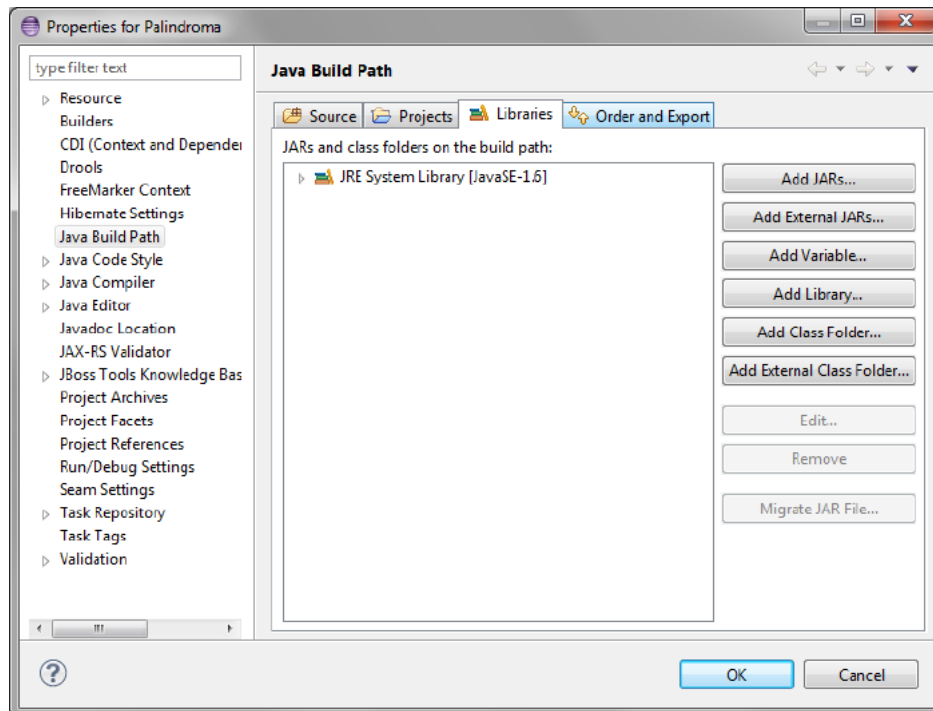 Properties for Palindroma
type filter text
Resource
Builders
CDI (Context and Depender
Drools
FreeMarker Context
Hibernate Settings
Java Build Path
Java Code Style
Java Compiler
Java Editor
Javadoc Location
JAX-RS Validator
JBoss Tools Knowledge Bas
Project Archives
Project Facets
Project References
Run/Debug Settings
Seam Settings
Task Repository
Task Tags
Validation
Java Build Path
Source Projects Libraries Order and Export
JARs and class folders on the build path:
JRE System Library [JavaSE-1.6]
Add JARs...
Add External JARs...
Add Variable...
Add Library...
Add Class Folder...
Add External Class Folder...
Edit...
Remove
Migrate JAR File...
OK Cancel